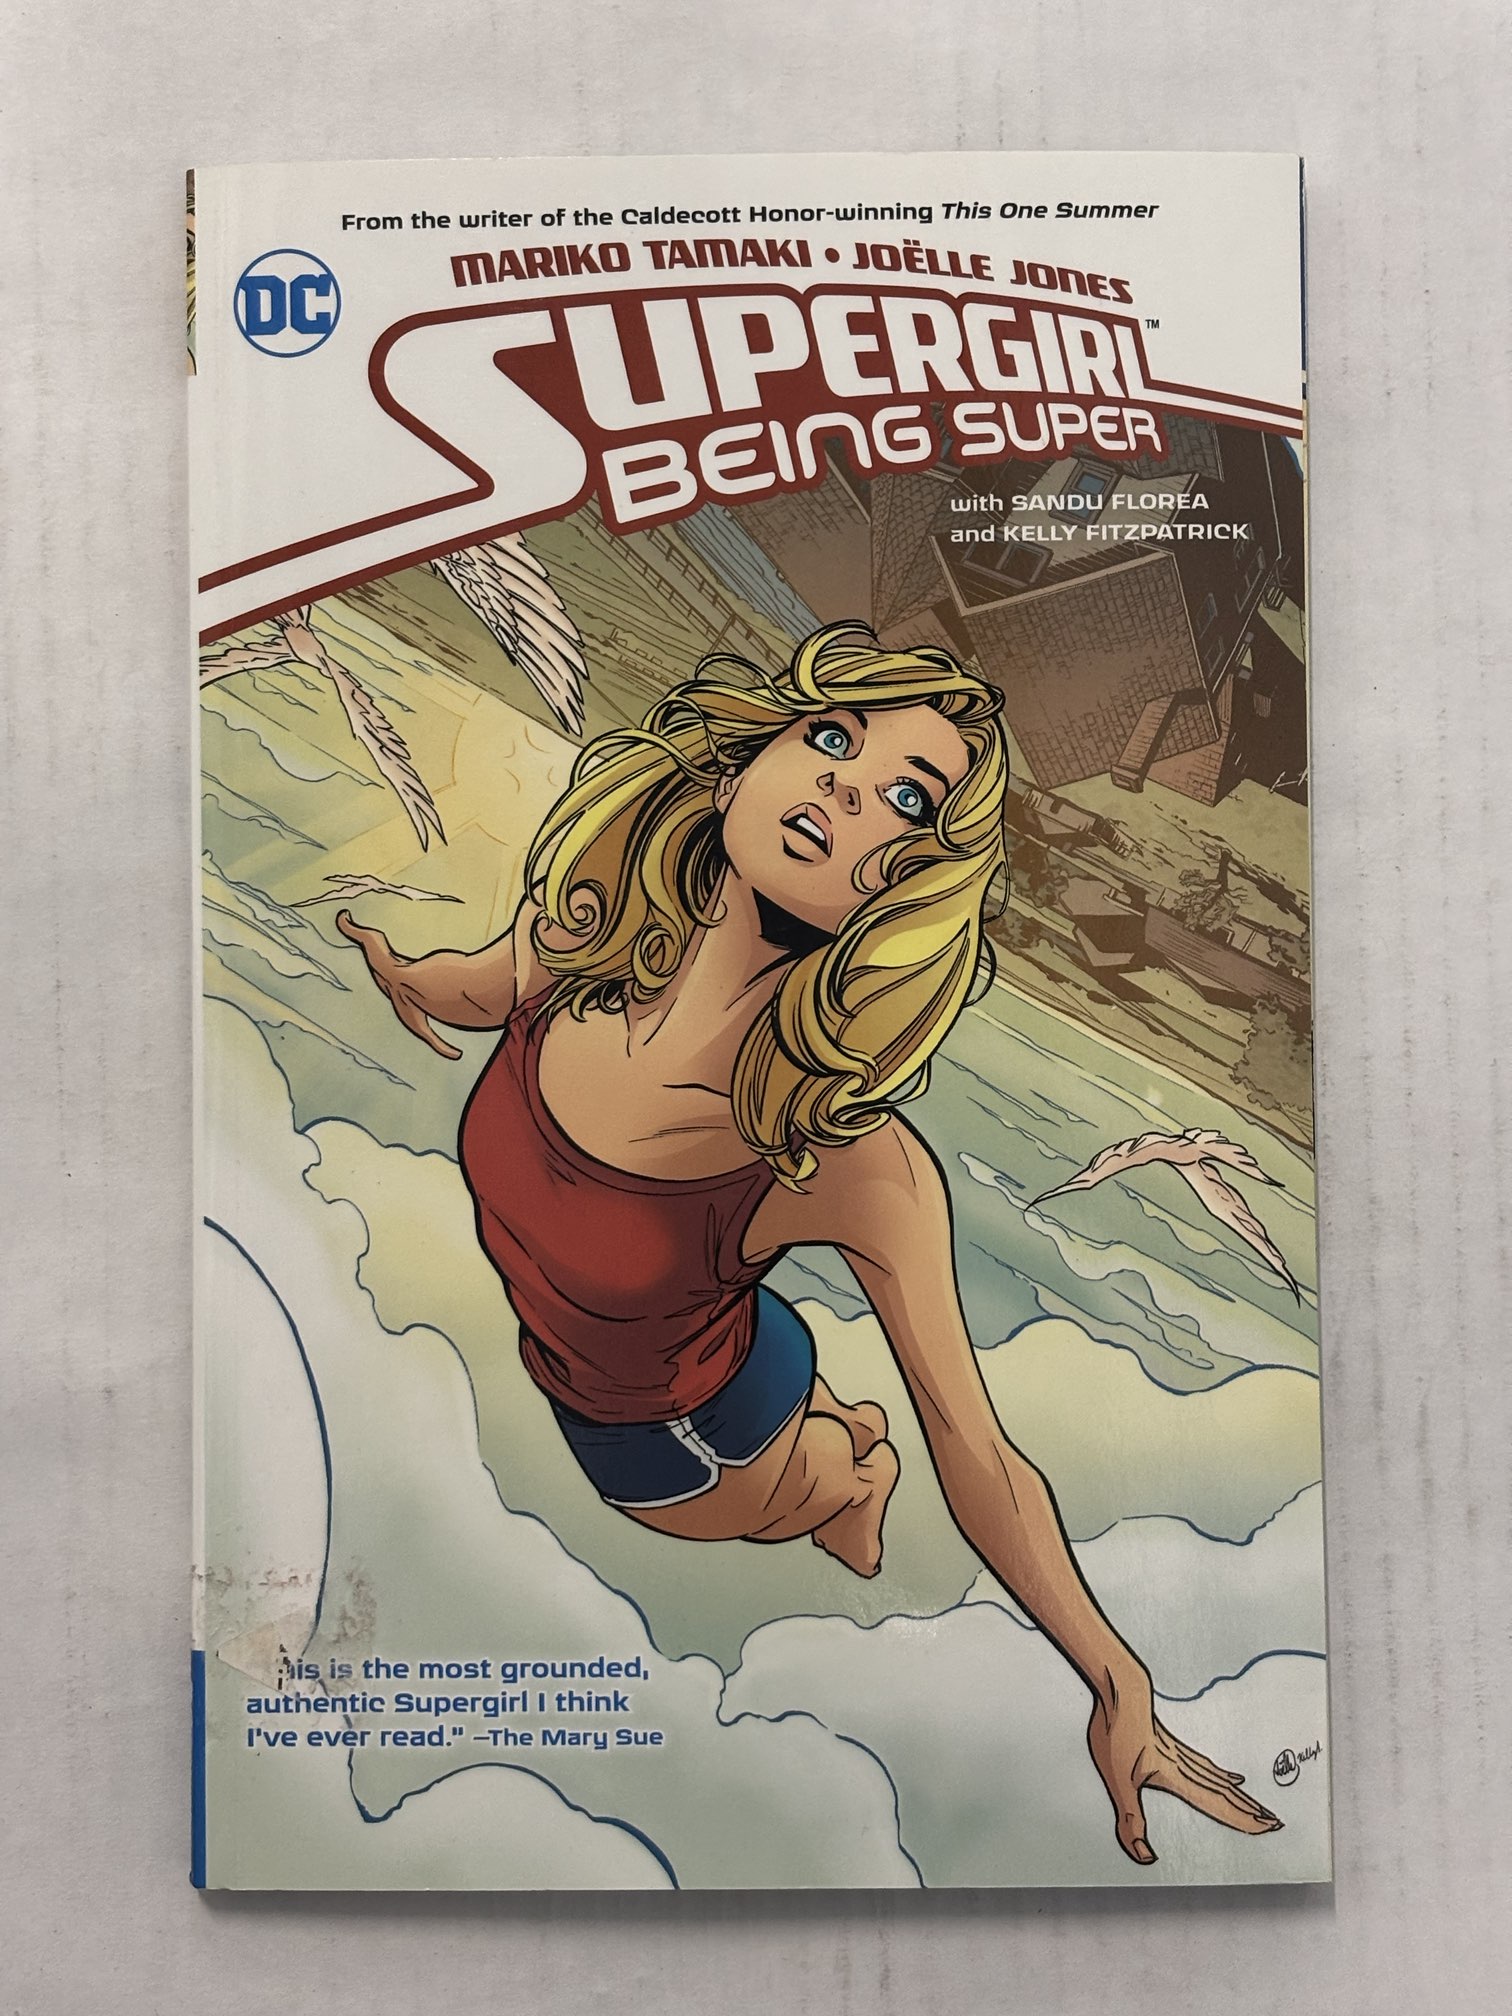 From the writer of the Caldecott Honor-winning This One Summer
DC
MARIKO TAMAKI • JOËLLE JONES
SUPERGIRL™
BEING SUPER
with SANDU FLOREA
and KELLY FITZPATRICK
is is the most grounded,
authentic Supergirl I think
I've ever read." —The Mary Sue